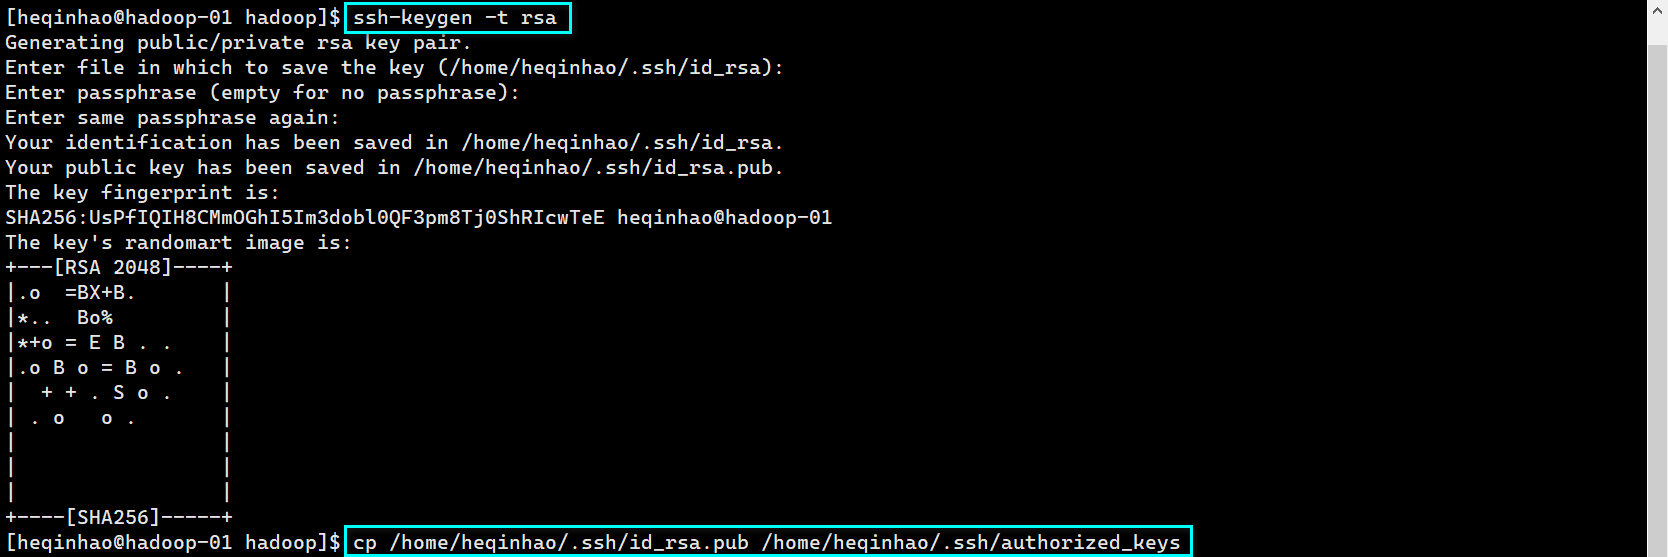 [heqinhao@hadoop-01 hadoop]$ ssh-keygen -t rsa
Generating public/private rsa key pair.
Enter file in which to save the key (/home/heqinhao/.ssh/id_rsa):
Enter passphrase (empty for no passphrase):
Enter same passphrase again:
Your identification has been saved in /home/heqinhao/.ssh/id_rsa.
Your public key has been saved in /home/heqinhao/.ssh/id_rsa.pub.
The key fingerprint is:
SHA256:UsPfIQIH8CMmOGhI5Im3dobl0QF3pm8Tj0ShRIcwTeE heqinhao@hadoop-01
The key's randomart image is:
+---[RSA 2048]----+
|.o  =BX+B.       |
|*..  Bo%         |
|*+o = E B . .    |
|.o B o = B o .   |
|  + + . S o .    |
| . o   o .       |
|                 |
|                 |
|                 |
+----[SHA256]-----+
[heqinhao@hadoop-01 hadoop]$ cp /home/heqinhao/.ssh/id_rsa.pub /home/heqinhao/.ssh/authorized_keys